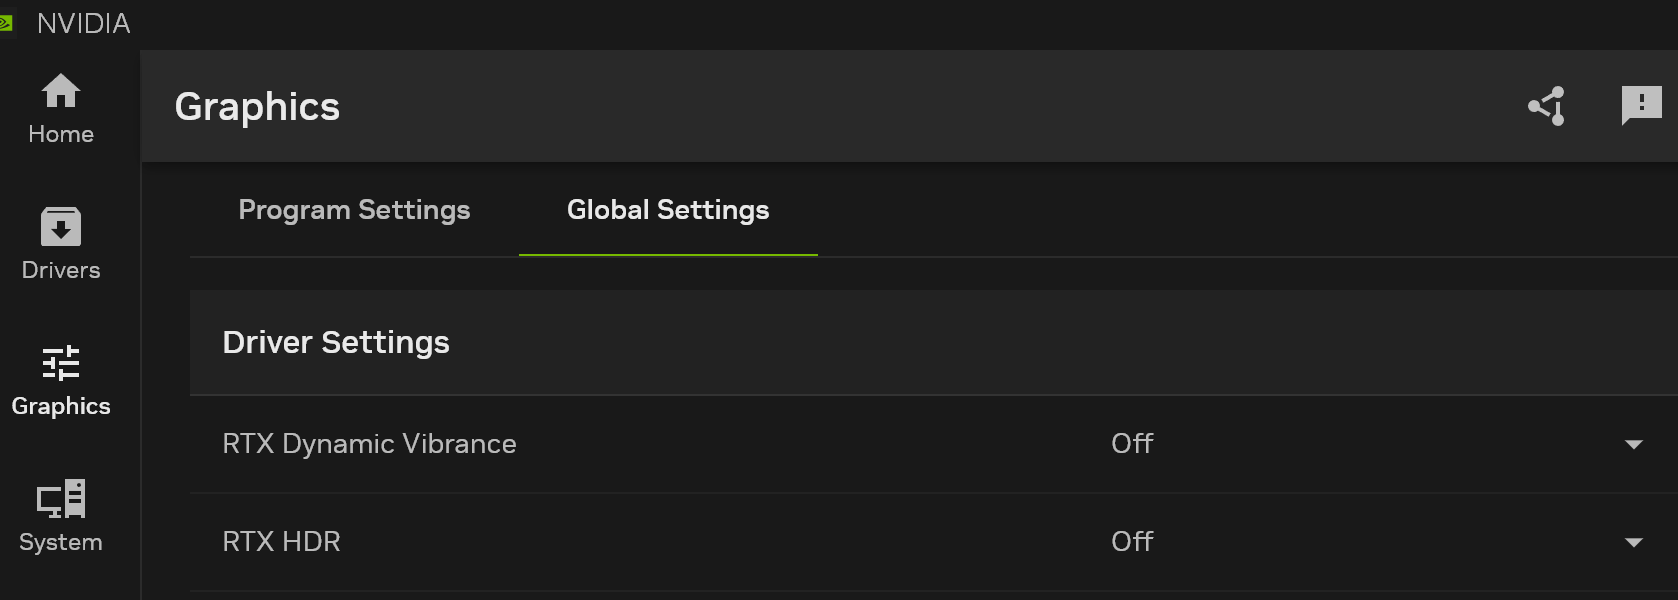 NVIDIA
Home
Drivers
Graphics
System
Graphics
Program Settings Global Settings
Driver Settings
RTX Dynamic Vibrance Off
RTX HDR Off